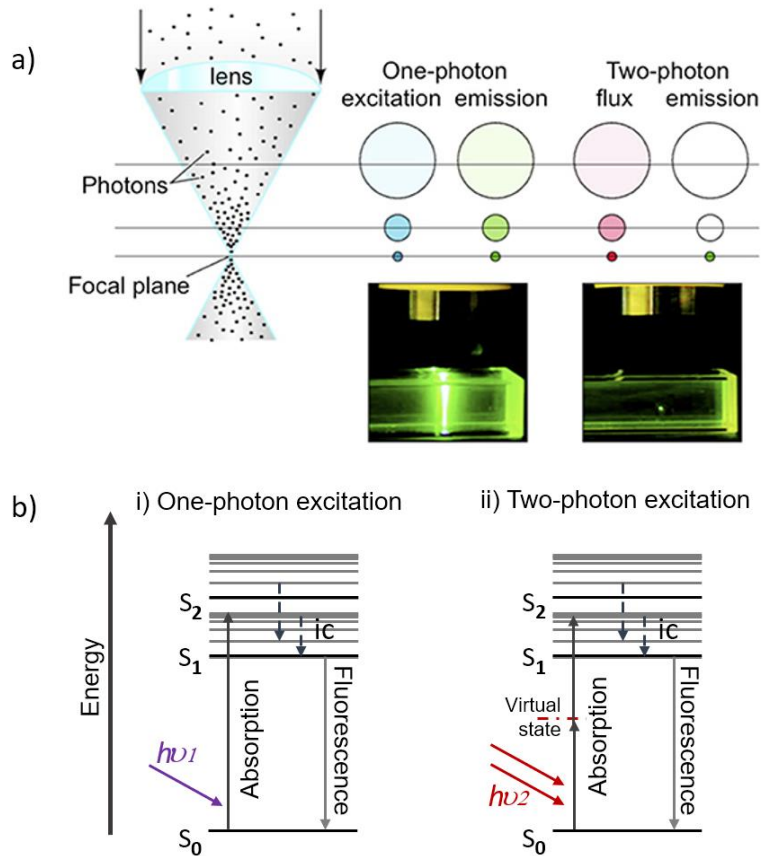 a)
lens
Photons
Focal plane
One-photon
excitation emission
Two-photon
flux emission
b)
Energy
i) One-photon excitation
S2
ic
S1
hυ1
Absorption
Fluorescence
S0
ii) Two-photon excitation
S2
ic
S1
Virtual
state
hυ2
Absorption
Fluorescence
S0